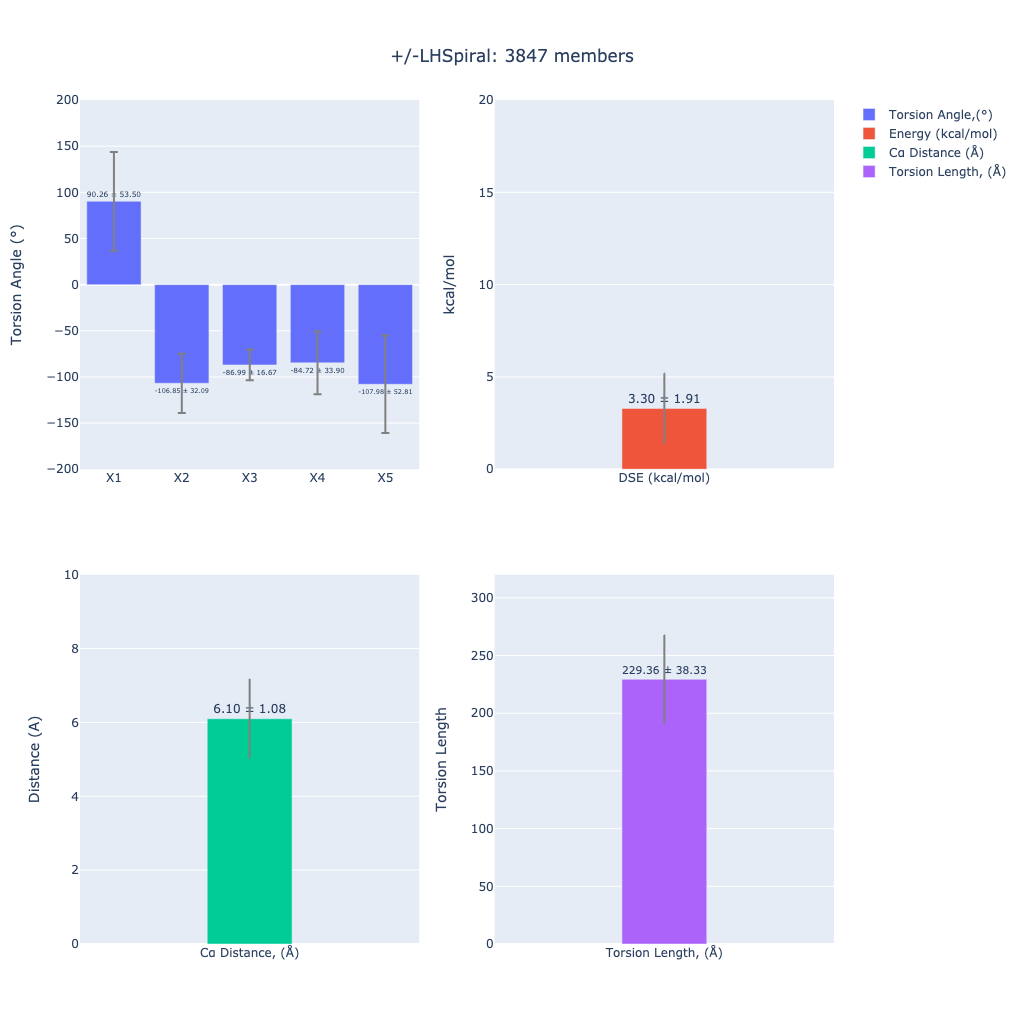 +/-LHSpiral: 3847 members
Torsion Angle,(°)
Energy (kcal/mol)
Cα Distance (Å)
Torsion Length, (Å)
Torsion Angle (°)
200
150
100
50
0
−50
−100
−150
−200
90.26 ± 53.50
-106.85 ± 32.09
-86.99 ± 16.67
-84.72 ± 33.90
-107.98 ± 52.81
X1 X2 X3 X4 X5
kcal/mol
20
15
10
5
0
3.30 ± 1.91
DSE (kcal/mol)
Distance (A)
10
8
6
4
2
0
6.10 ± 1.08
Cα Distance, (Å)
Torsion Length
300
250
200
150
100
50
0
229.36 ± 38.33
Torsion Length, (Å)